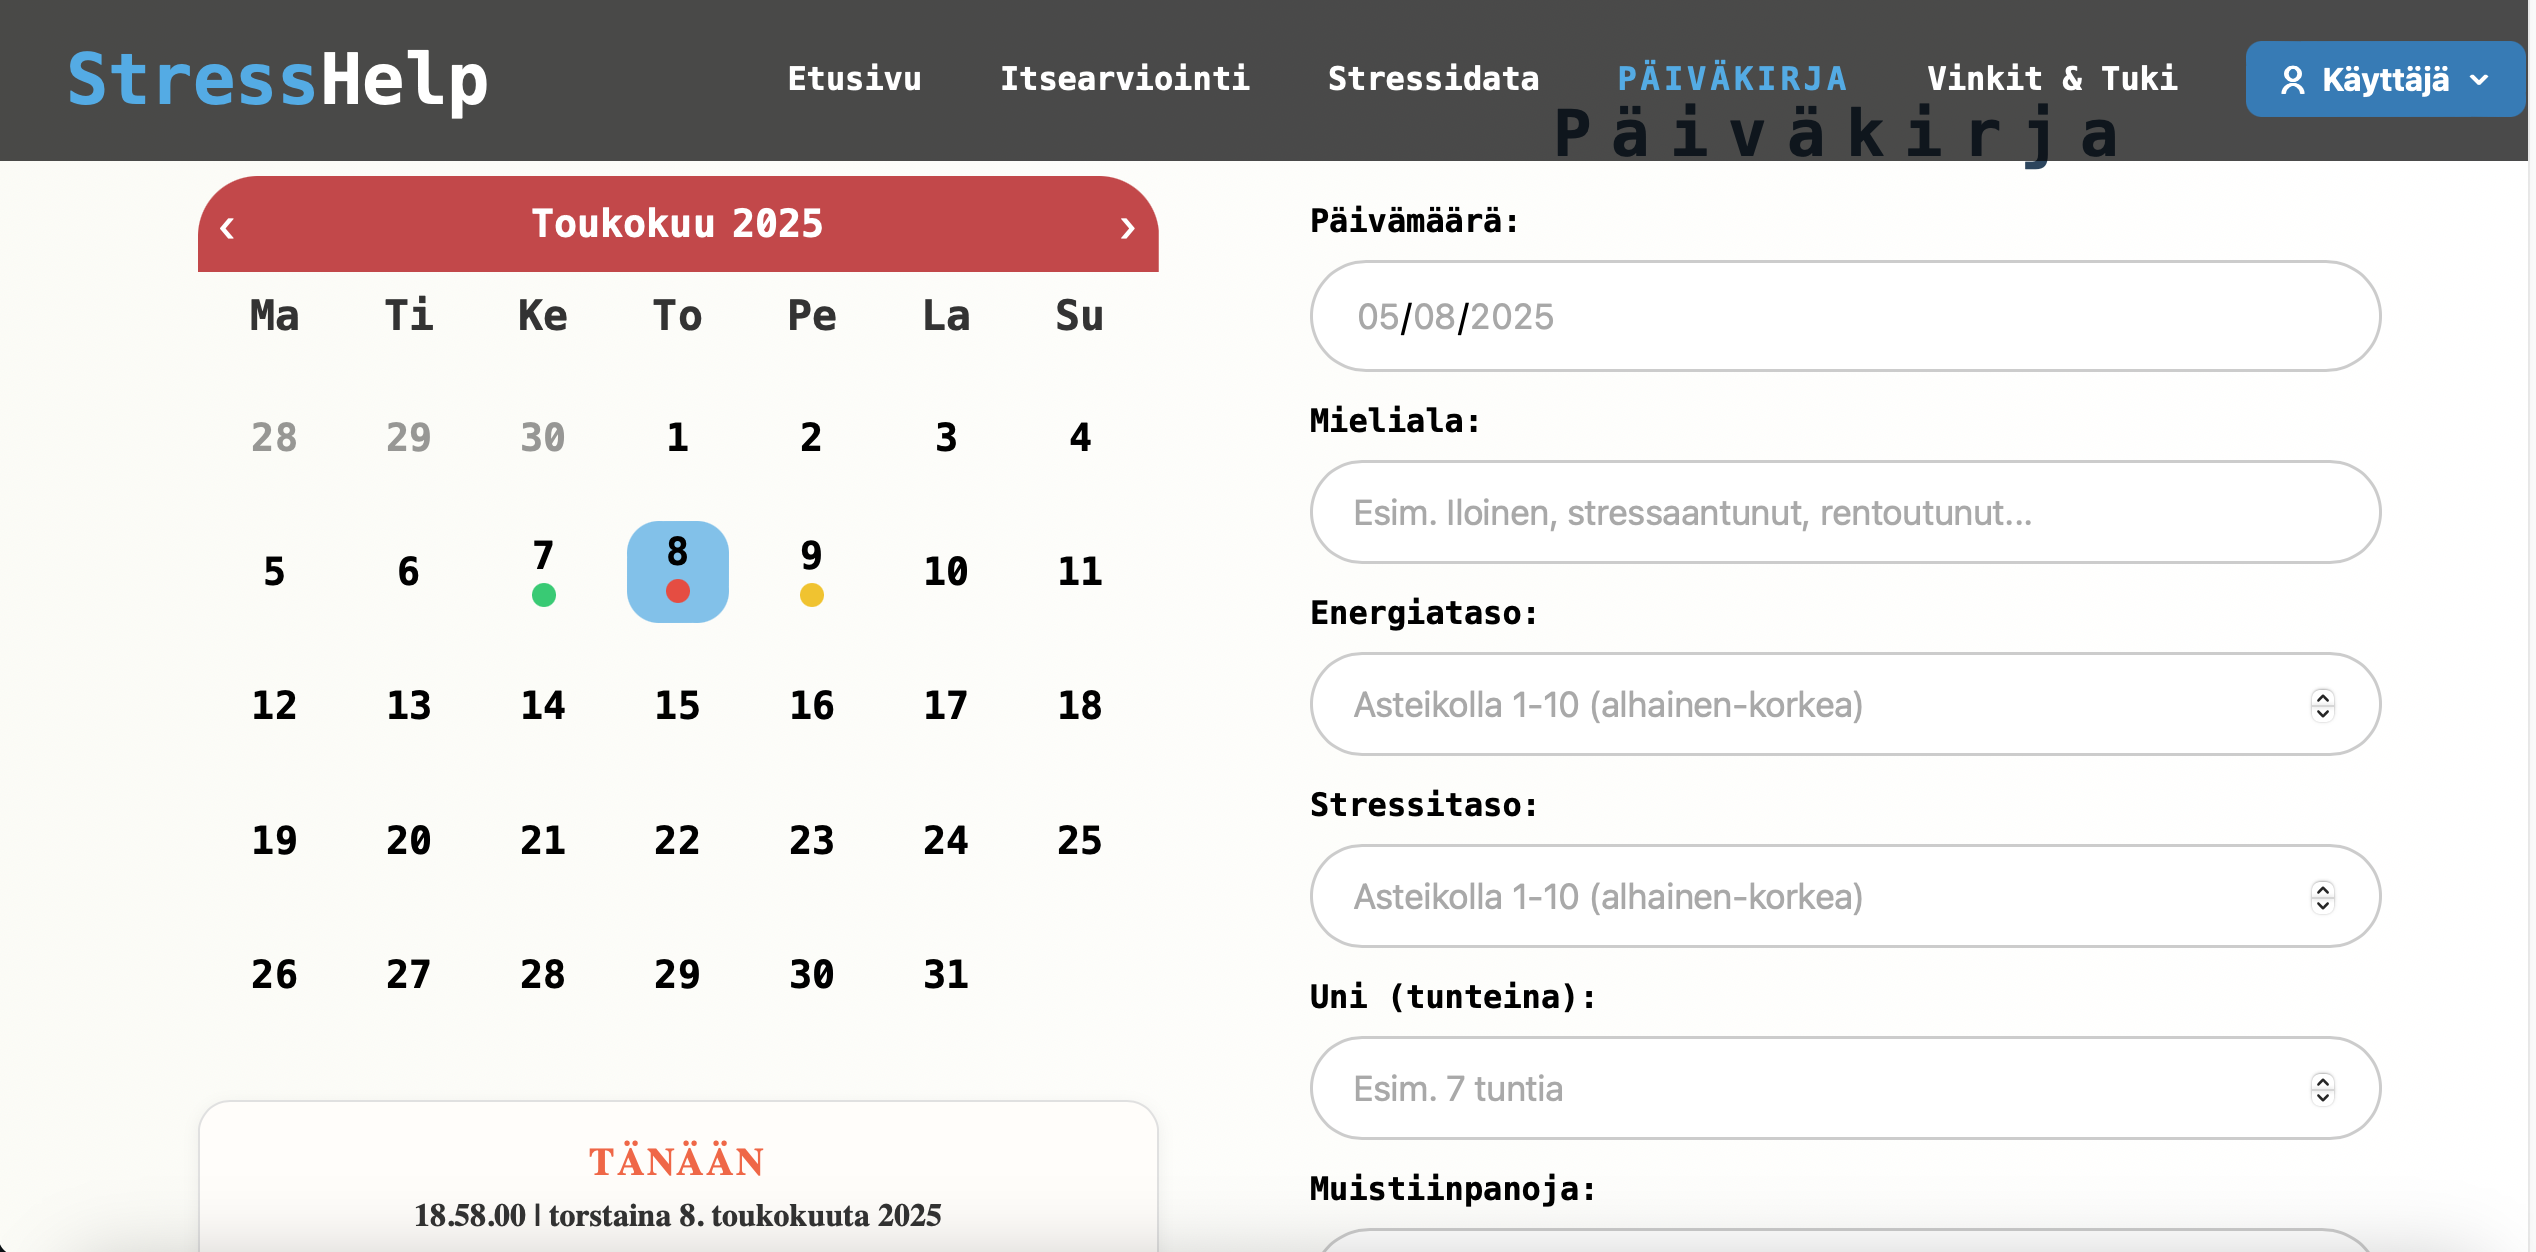 StressHelp
Etusivu Itsearviointi Stressidata PÄIVÄKIRJA Vinkit & Tuki Käyttäjä
Päiväkirja
‹ Toukokuu 2025 ›
Ma Ti Ke To Pe La Su
28 29 30 1 2 3 4
5 6 7 8 9 10 11
12 13 14 15 16 17 18
19 20 21 22 23 24 25
26 27 28 29 30 31
TÄNÄÄN
18.58.00 | torstaina 8. toukokuuta 2025
Päivämäärä:
05/08/2025
Mieliala:
Esim. Iloinen, stressaantunut, rentoutunut...
Energiataso:
Asteikolla 1-10 (alhainen-korkea)
Stressitaso:
Asteikolla 1-10 (alhainen-korkea)
Uni (tunteina):
Esim. 7 tuntia
Muistiinpanoja: